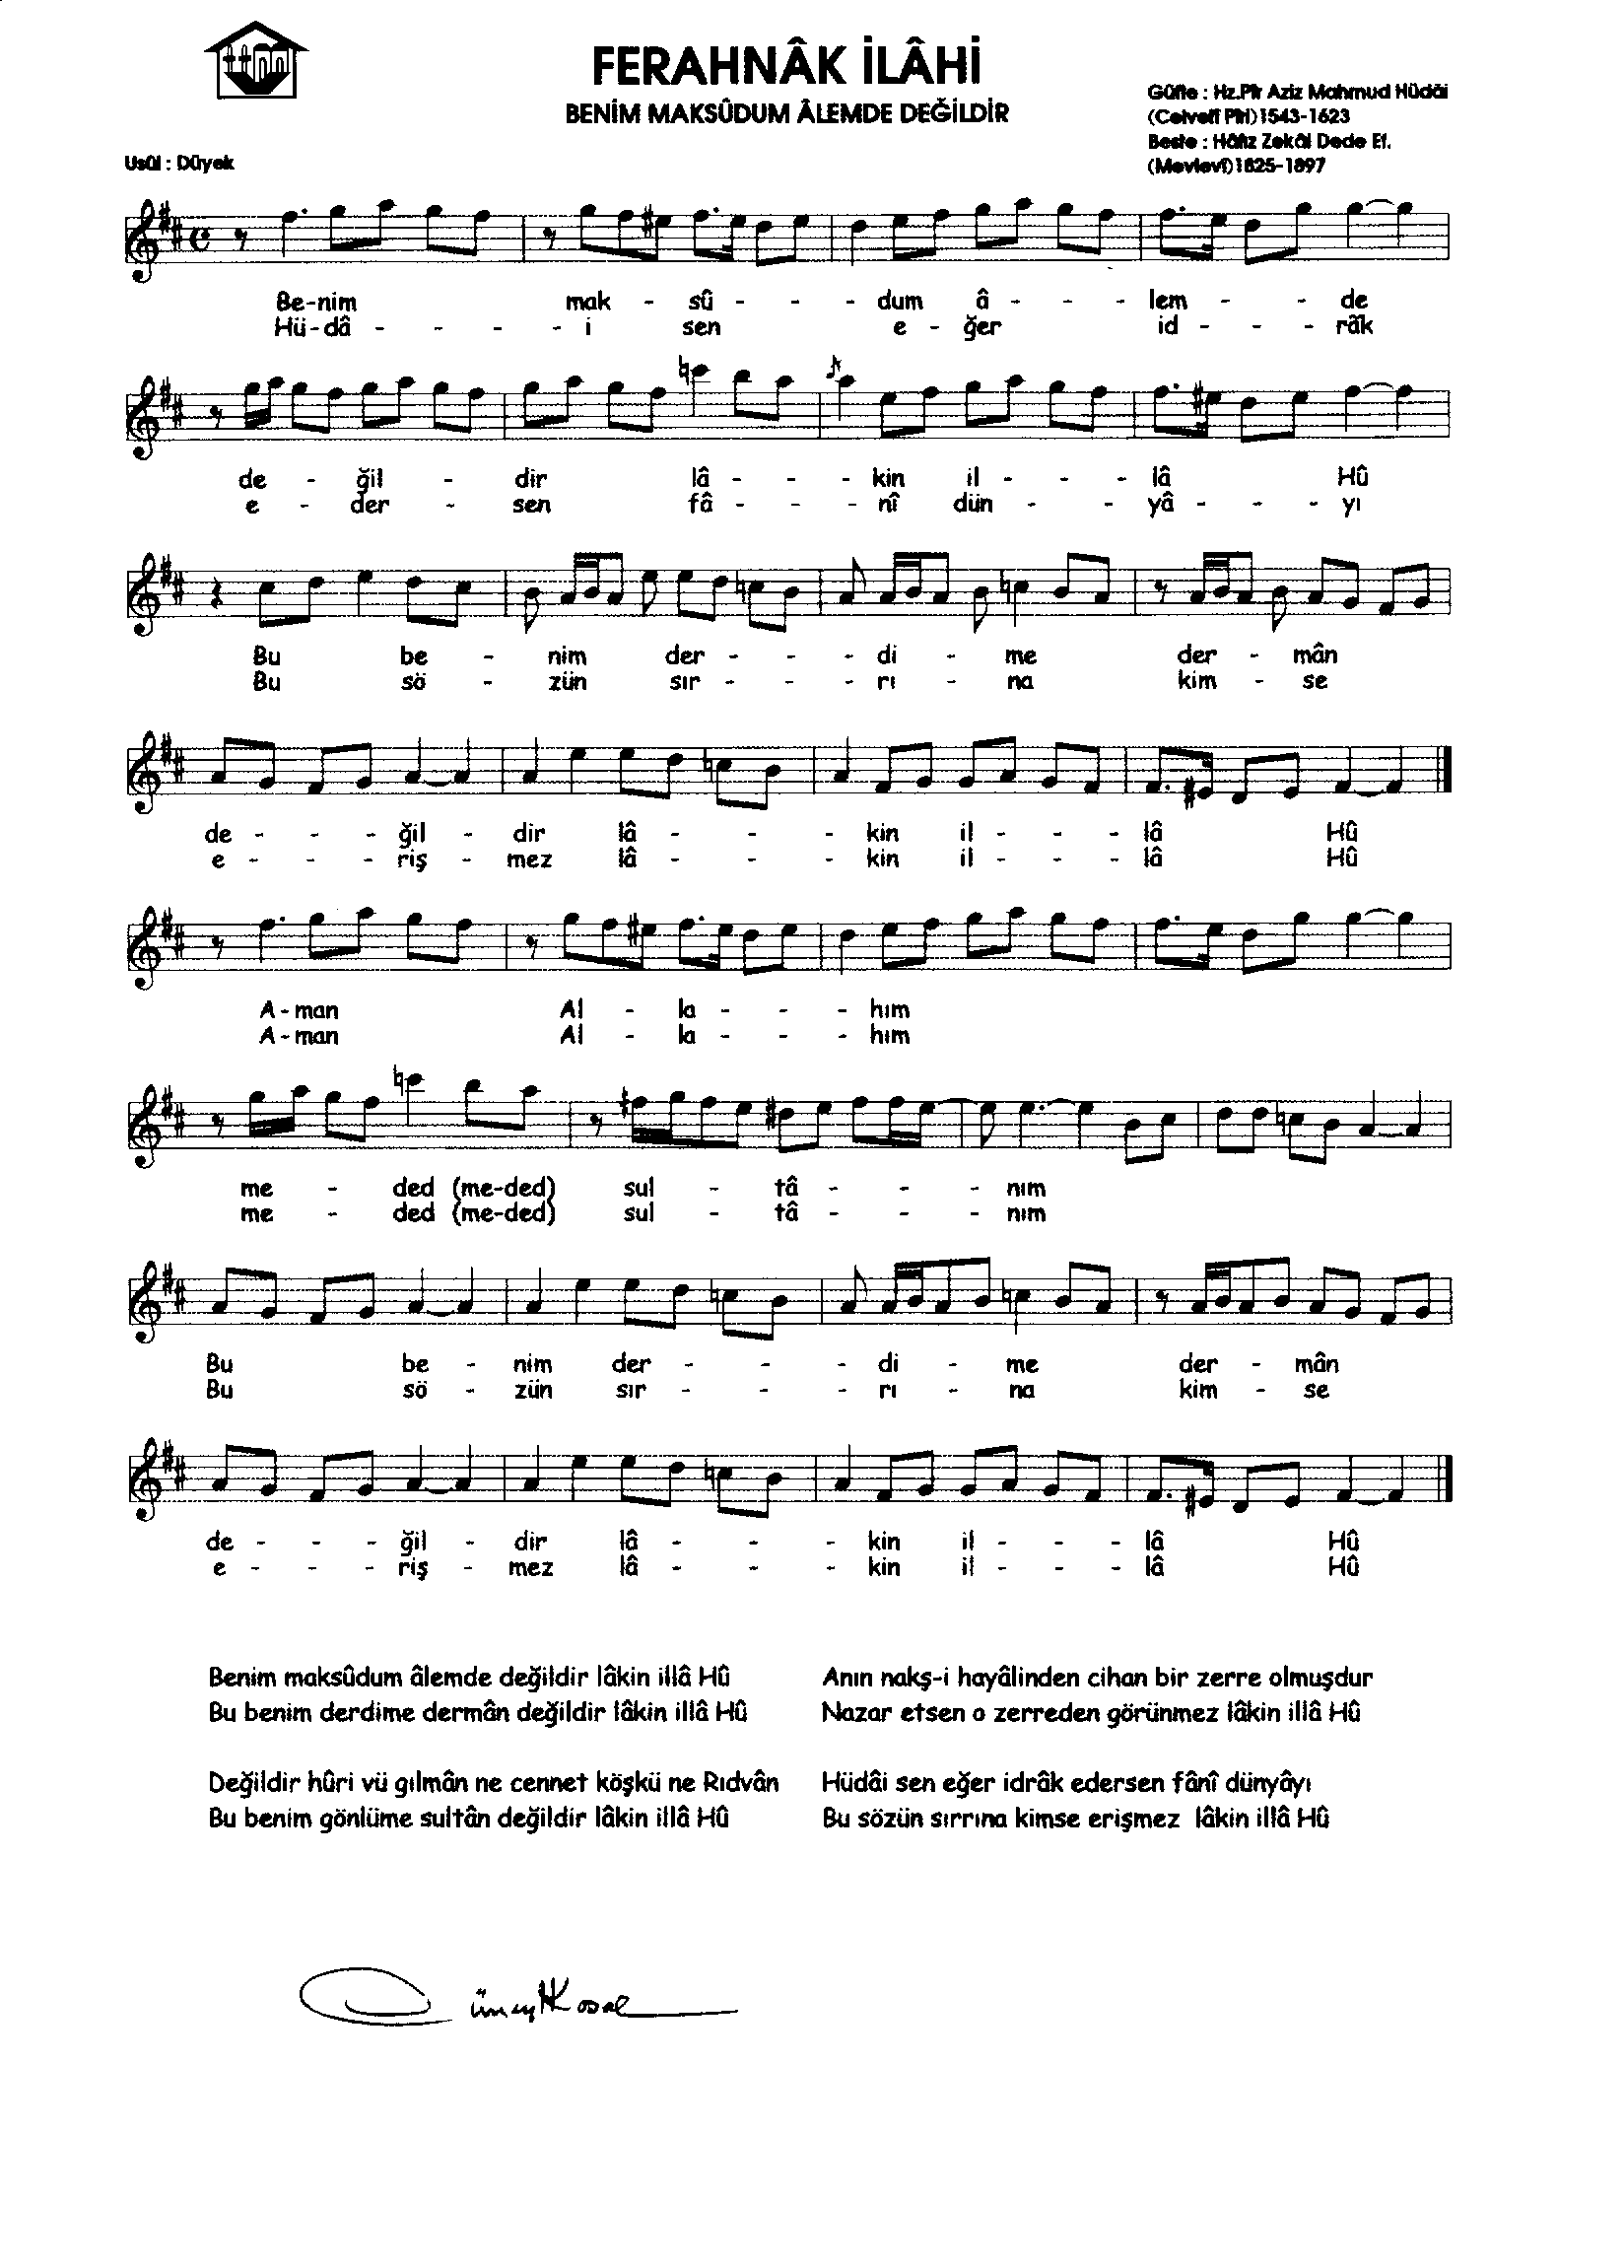 FERAHNÂK İLÂHİ
BENİM MAKSÛDUM ÂLEMDE DEĞİLDİR
Güfte : Hz.Pîr Aziz Mahmud Hüdâi
(Celvetî Pîri)1543-1623
Beste : Hâfız Zekâi Dede Ef.
(Mevlevî)1825-1897
Usûl : Düyek
Be-nim mak - sû - - - dum â - - - lem - - - de
Hü-dâ - - - - i sen e - ğer id - - - râk
de - ğil - dir lâ - - - kin il - - - lâ Hû
e - der - sen fâ - - - nî dün - - yâ - - - yı
Bu be - nim der - - - di - me der - mân
Bu sö - zün sır - - - rı - na kim - se
de - - - ğil - dir lâ - - - kin il - - - lâ Hû
e - - - riş - mez lâ - - - kin il - - - lâ Hû
A-man Al - la - - - hım
A-man Al - la - - - hım
me - ded (me-ded) sul - tâ - - - nım
me - ded (me-ded) sul - tâ - - - nım
Bu be - nim der - - - di - me der - mân
Bu sö - zün sır - - - rı - na kim - se
de - - - ğil - dir lâ - - - kin il - - - lâ Hû
e - - - riş - mez lâ - - - kin il - - - lâ Hû
Benim maksûdum âlemde değildir lâkin illâ Hû
Bu benim derdime dermân değildir lâkin illâ Hû
Değildir hûri vü gılmân ne cennet köşkü ne Rıdvân
Bu benim gönlüme sultân değildir lâkin illâ Hû
Anın nakş-i hayâlinden cihan bir zerre olmuşdur
Nazar etsen o zerreden görünmez lâkin illâ Hû
Hüdâi sen eğer idrâk edersen fânî dünyâyı
Bu sözün sırrına kimse erişmez lâkin illâ Hû
Cüneyt Kosal